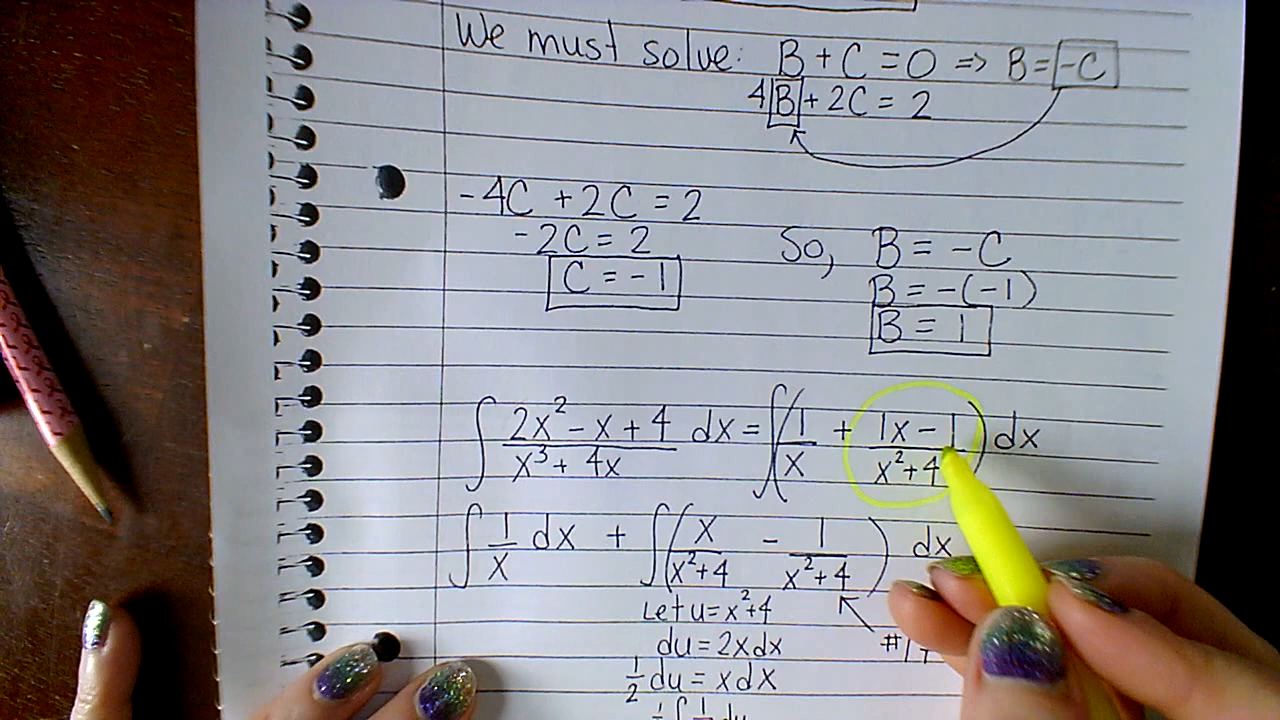 We must solve: B + C = 0 => B = -C
4B + 2C = 2
-4C + 2C = 2
-2C = 2
C = -1
So, B = -C
B = -(-1)
B = 1
∫ (2x² - x + 4)/(x³ + 4x) dx = ∫(1/x + (1x - 1)/(x² + 4)) dx
∫ 1/x dx + ∫(x/(x²+4) - 1/(x²+4)) dx
Let u = x²+4
du = 2x dx
1/2 du = x dx